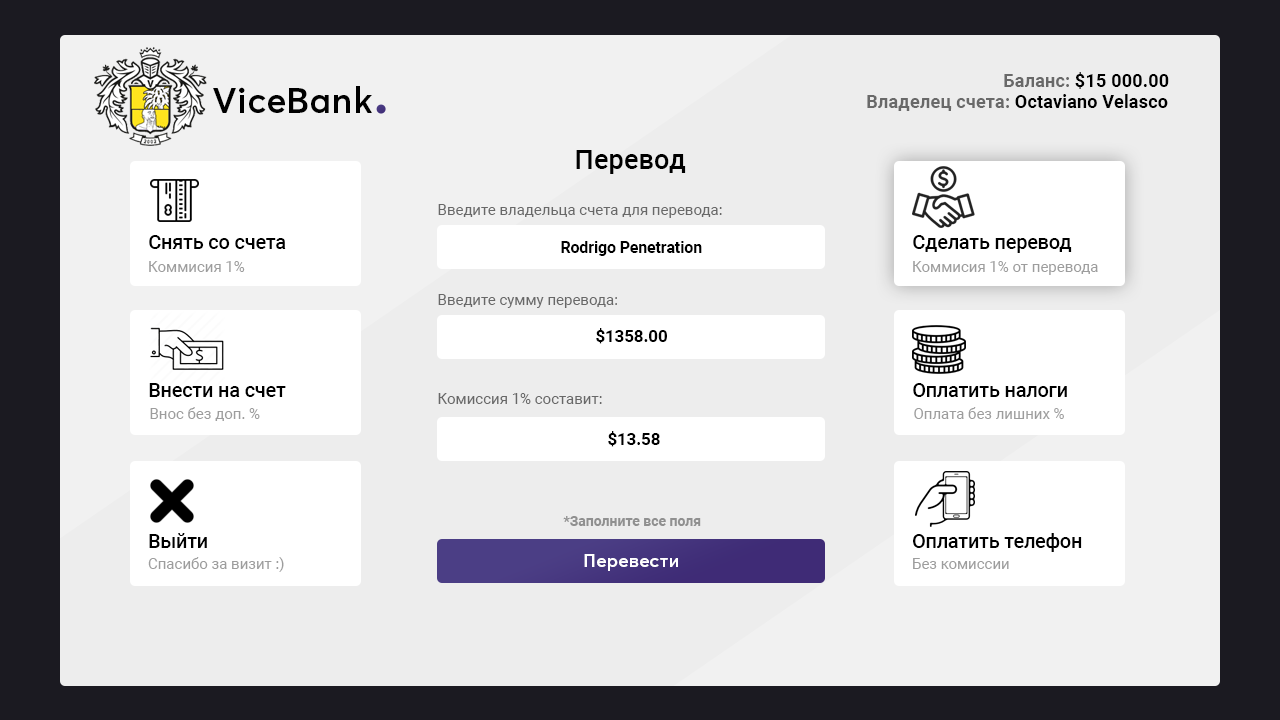 ViceBank.
Баланс: $15 000.00
Владелец счета: Octaviano Velasco
Перевод
Снять со счета
Коммисия 1%
Внести на счет
Внос без доп. %
Выйти
Спасибо за визит :)
Введите владельца счета для перевода:
Rodrigo Penetration
Введите сумму перевода:
$1358.00
Комиссия 1% составит:
$13.58
*Заполните все поля
Перевести
Сделать перевод
Коммисия 1% от перевода
Оплатить налоги
Оплата без лишних %
Оплатить телефон
Без комиссии